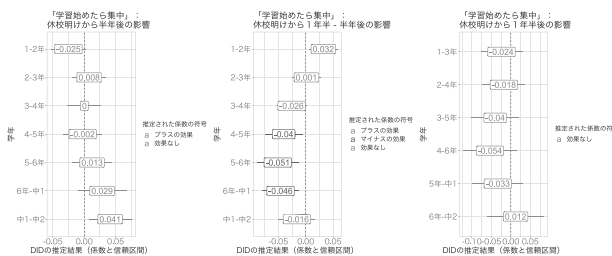 「学習始めたら集中」：
休校明けから半年後の影響
学年
1-2年
2-3年
3-4年
4-5年
5-6年
6年-中1
中1-中2
-0.025
0.008
0
-0.002
0.013
0.029
0.041
-0.05
0.00
0.05
DIDの推定結果（係数と信頼区間）
推定された係数の符号
a プラスの効果
a 効果なし
「学習始めたら集中」：
休校明けから１年半 - 半年後の影響
学年
1-2年
2-3年
3-4年
4-5年
5-6年
6年-中1
中1-中2
0.032
0.001
-0.026
-0.04
-0.051
-0.046
-0.016
-0.05
0.00
0.05
DIDの推定結果（係数と信頼区間）
推定された係数の符号
a プラスの効果
a マイナスの効果
a 効果なし
「学習始めたら集中」：
休校明けから１年半後の影響
学年
1-3年
2-4年
3-5年
4-6年
5年-中1
6年-中2
-0.024
-0.018
-0.04
-0.054
-0.033
0.012
-0.10
-0.05
0.00
0.05
DIDの推定結果（係数と信頼区間）
推定された係数の符
a 効果なし